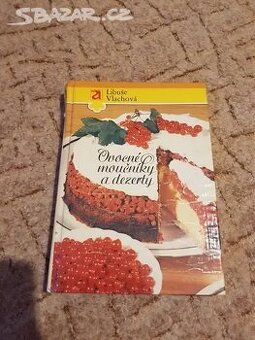 SBAZAR.CZ
a
Libuše
Vlachová
Ovocné
moučníky
a dezerty